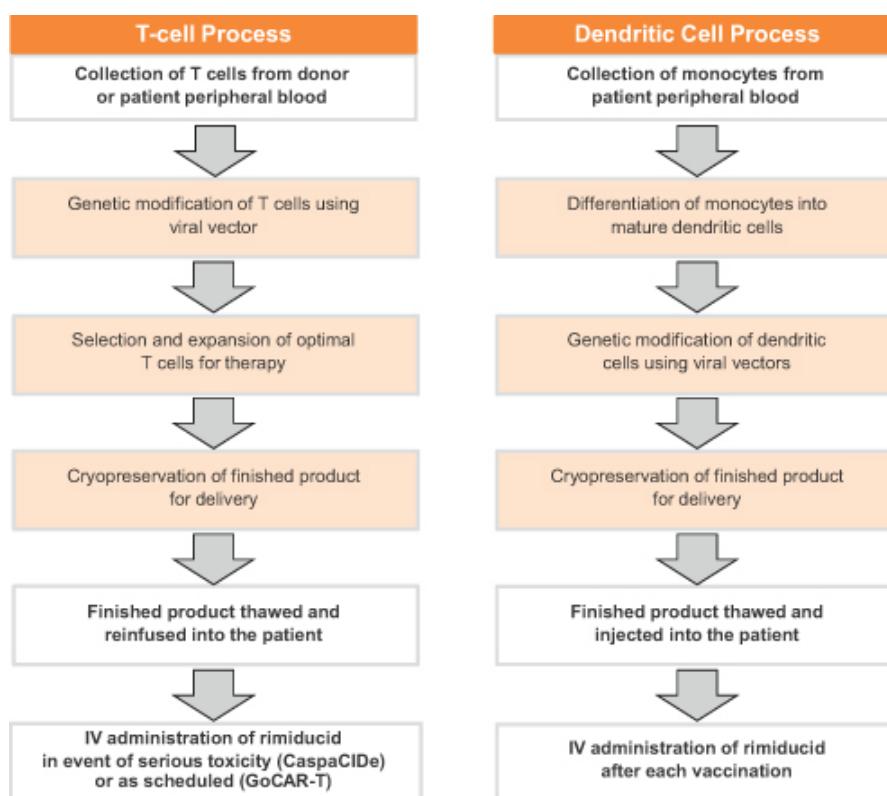 T-cell Process
Collection of T cells from donor
or patient peripheral blood
Genetic modification of T cells using
viral vector
Selection and expansion of optimal
T cells for therapy
Cryopreservation of finished product
for delivery
Finished product thawed and
reinfused into the patient
IV administration of rimiducid
in event of serious toxicity (CaspaCIDe)
or as scheduled (GoCAR-T)
Dendritic Cell Process
Collection of monocytes from
patient peripheral blood
Differentiation of monocytes into
mature dendritic cells
Genetic modification of dendritic
cells using viral vectors
Cryopreservation of finished product
for delivery
Finished product thawed and
injected into the patient
IV administration of rimiducid
after each vaccination